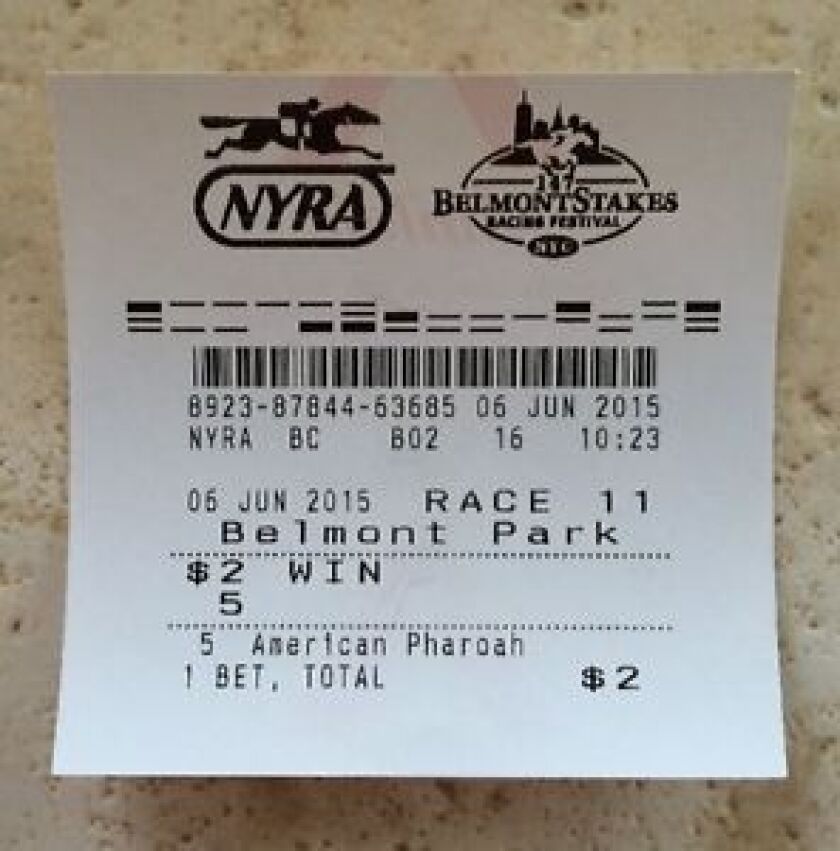 NYRA
147
BELMONT STAKES
RACING FESTIVAL
NYC
8923-87844-63685 06 JUN 2015
NYRA BC B02 16 10:23
06 JUN 2015 RACE 11
Belmont Park
$2 WIN
5
5 American Pharoah
1 BET, TOTAL $2